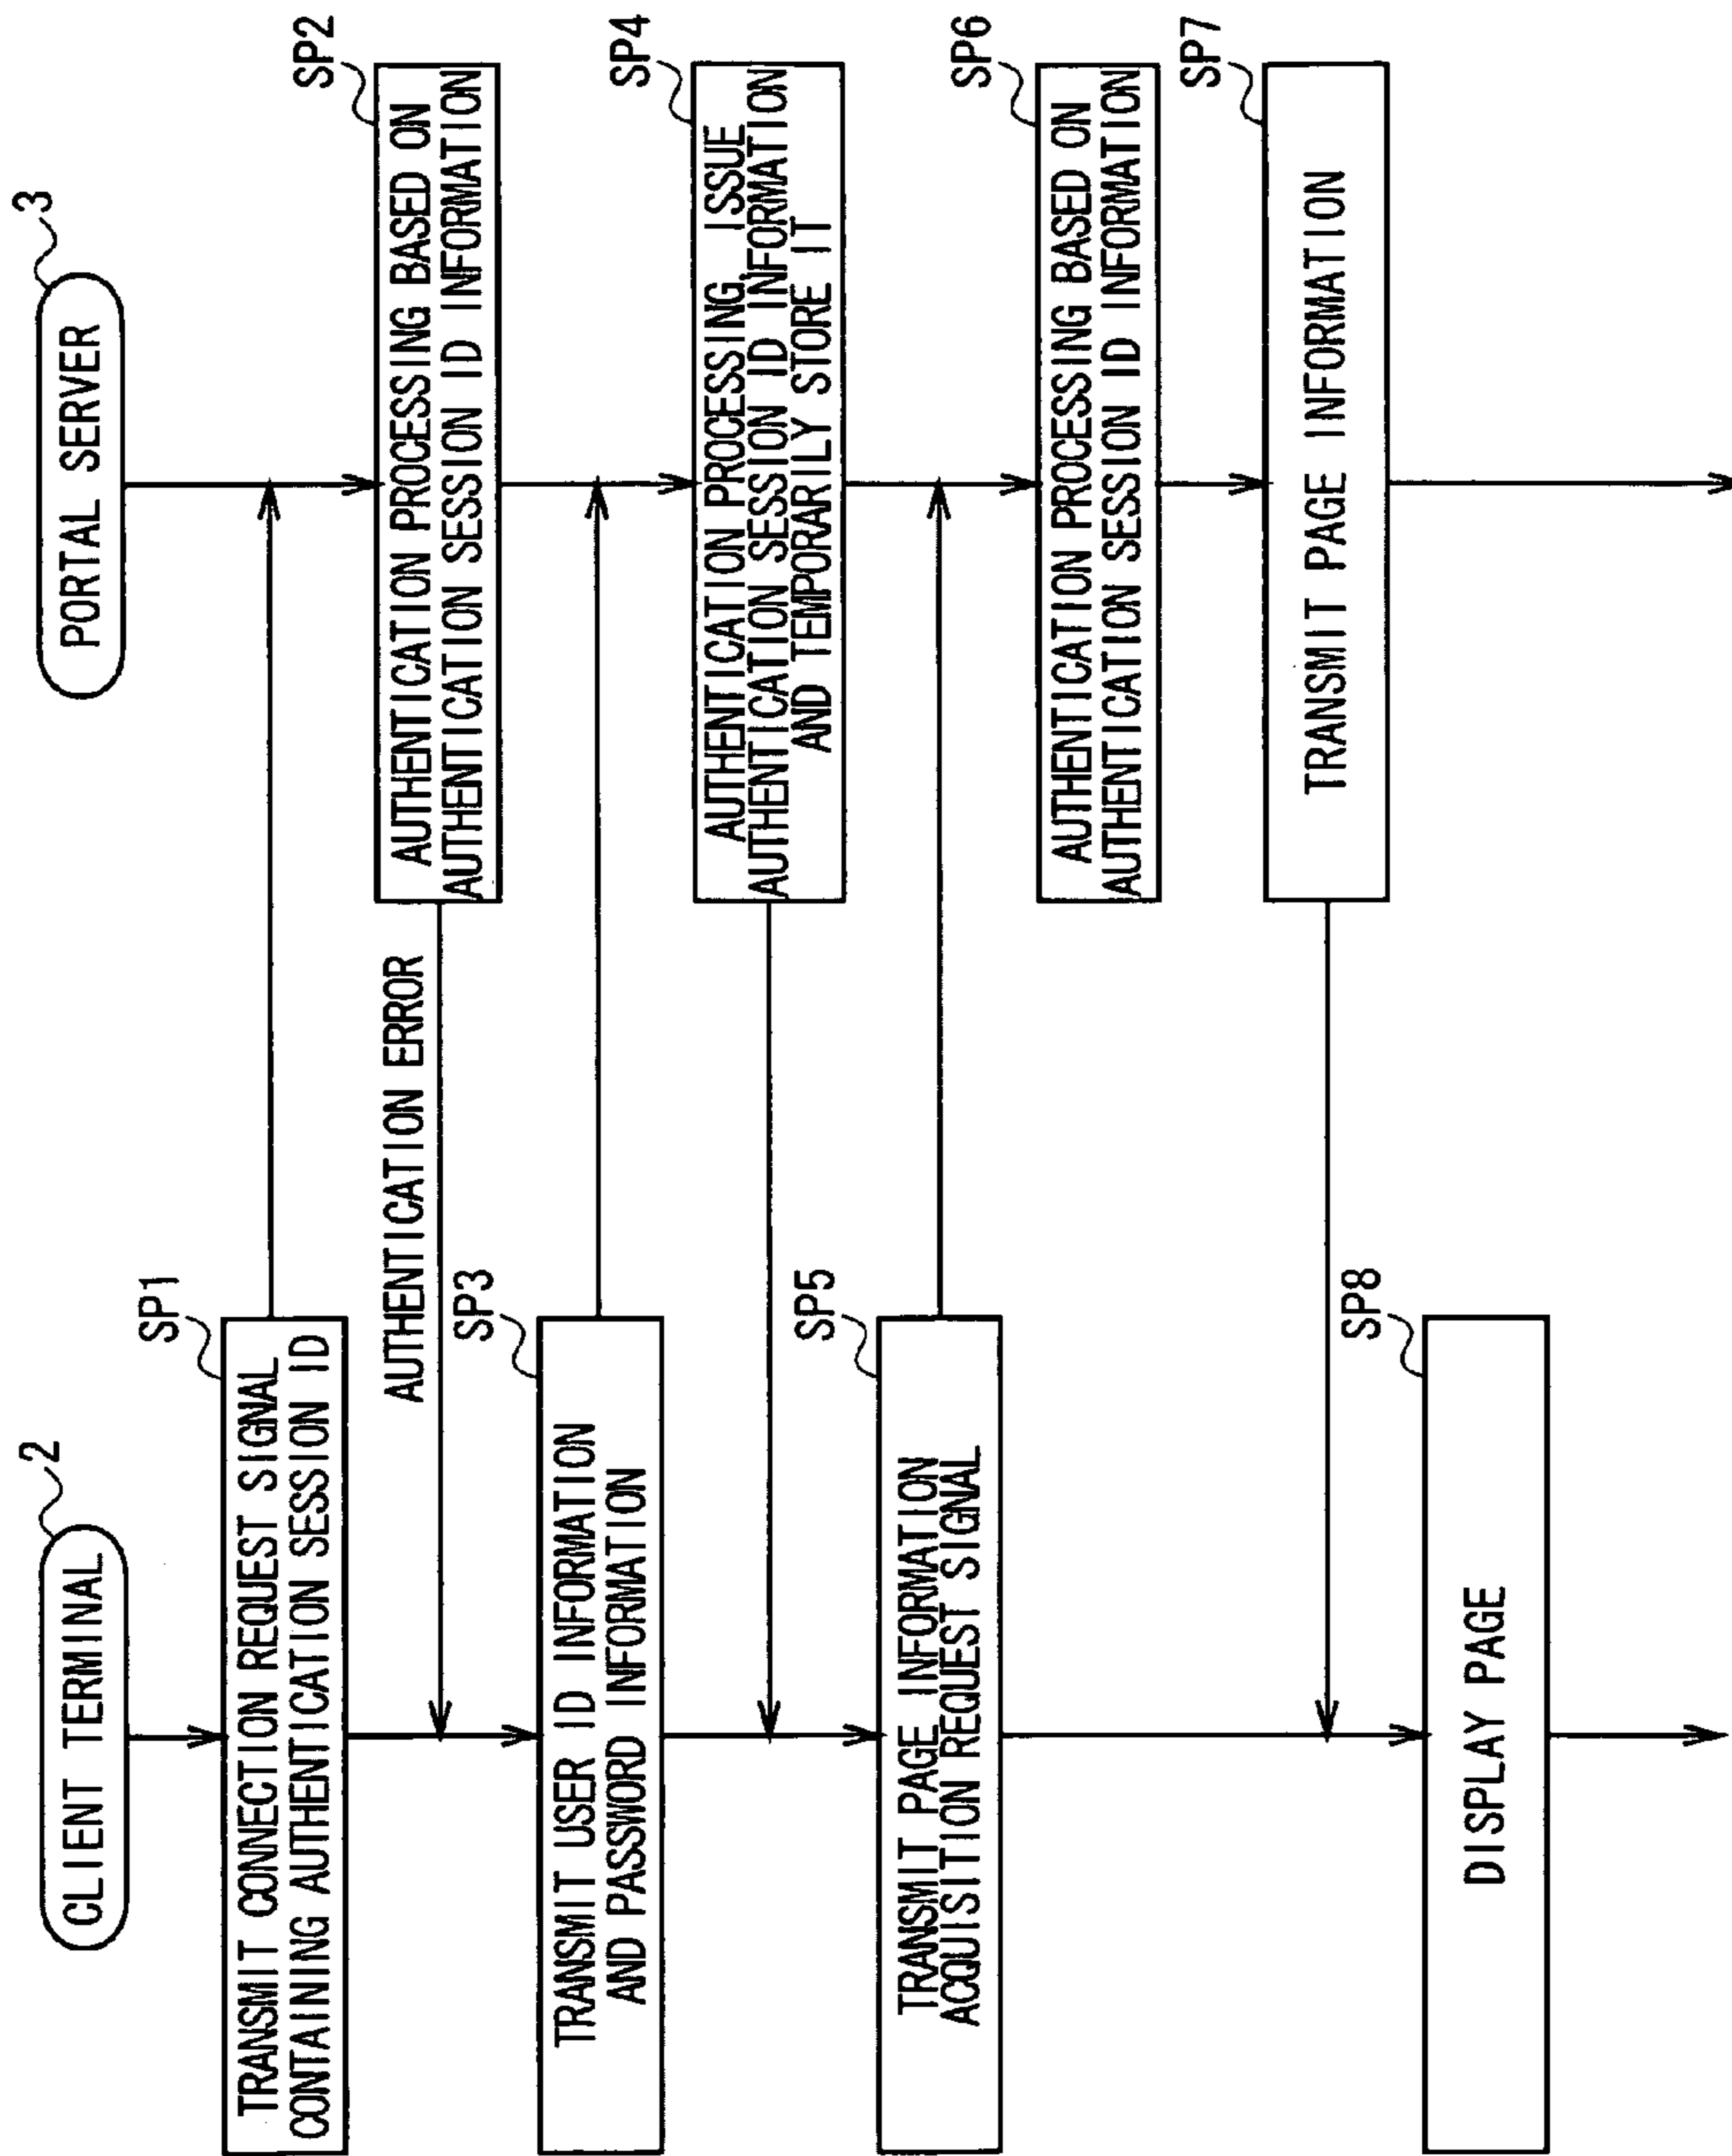 CLIENT TERMINAL
2
PORTAL SERVER
3
SP1
TRANSMIT CONNECTION REQUEST SIGNAL
CONTAINING AUTHENTICATION SESSION ID
SP2
AUTHENTICATION PROCESSING BASED ON
AUTHENTICATION SESSION ID INFORMATION
AUTHENTICATION ERROR
SP3
TRANSMIT USER ID INFORMATION
AND PASSWORD INFORMATION
SP4
AUTHENTICATION PROCESSING, ISSUE
AUTHENTICATION SESSION ID INFORMATION
AND TEMPORARILY STORE IT
SP5
TRANSMIT PAGE INFORMATION
ACQUISITION REQUEST SIGNAL
SP6
AUTHENTICATION PROCESSING BASED ON
AUTHENTICATION SESSION ID INFORMATION
SP7
TRANSMIT PAGE INFORMATION
SP8
DISPLAY PAGE